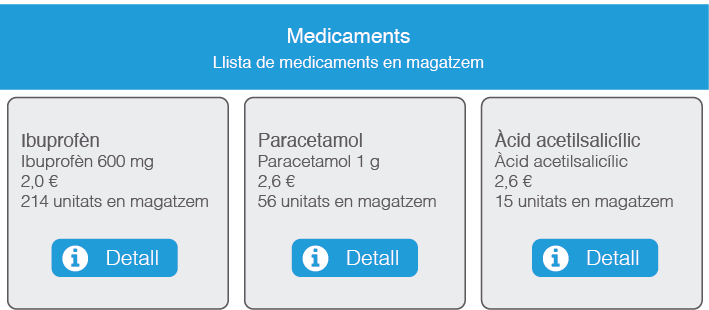 Medicaments
Llista de medicaments en magatzem
Ibuprofèn
Ibuprofèn 600 mg
2,0 €
214 unitats en magatzem
Detall
Paracetamol
Paracetamol 1 g
2,6 €
56 unitats en magatzem
Detall
Àcid acetilsalicílic
Àcid acetilsalicílic
2,6 €
15 unitats en magatzem
Detall